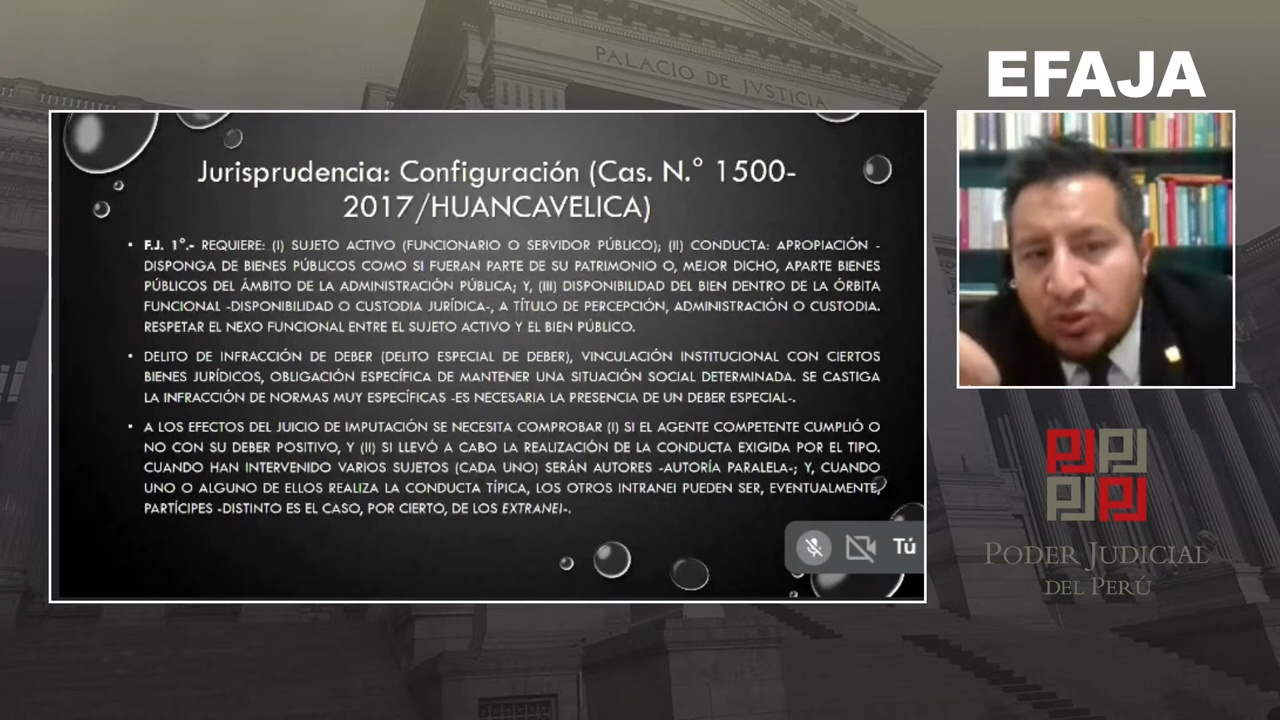 PALACIO DE JUSTICIA
EFAJA
Jurisprudencia: Configuración (Cas. N.° 1500-
2017/HUANCAVELICA)
• F.J. 1°.- REQUIERE: (I) SUJETO ACTIVO (FUNCIONARIO O SERVIDOR PÚBLICO); (II) CONDUCTA: APROPIACIÓN -
DISPONGA DE BIENES PÚBLICOS COMO SI FUERAN PARTE DE SU PATRIMONIO O, MEJOR DICHO, APARTE BIENES
PÚBLICOS DEL ÁMBITO DE LA ADMINISTRACIÓN PÚBLICA; Y, (III) DISPONIBILIDAD DEL BIEN DENTRO DE LA ÓRBITA
FUNCIONAL -DISPONIBILIDAD O CUSTODIA JURÍDICA-, A TÍTULO DE PERCEPCIÓN, ADMINISTRACIÓN O CUSTODIA.
RESPETAR EL NEXO FUNCIONAL ENTRE EL SUJETO ACTIVO Y EL BIEN PÚBLICO.
• DELITO DE INFRACCIÓN DE DEBER (DELITO ESPECIAL DE DEBER), VINCULACIÓN INSTITUCIONAL CON CIERTOS
BIENES JURÍDICOS, OBLIGACIÓN ESPECÍFICA DE MANTENER UNA SITUACIÓN SOCIAL DETERMINADA. SE CASTIGA
LA INFRACCIÓN DE NORMAS MUY ESPECÍFICAS -ES NECESARIA LA PRESENCIA DE UN DEBER ESPECIAL-.
• A LOS EFECTOS DEL JUICIO DE IMPUTACIÓN SE NECESITA COMPROBAR (I) SI EL AGENTE COMPETENTE CUMPLIÓ O
NO CON SU DEBER POSITIVO, Y (II) SI LLEVÓ A CABO LA REALIZACIÓN DE LA CONDUCTA EXIGIDA POR EL TIPO.
CUANDO HAN INTERVENIDO VARIOS SUJETOS (CADA UNO) SERÁN AUTORES -AUTORÍA PARALELA-; Y, CUANDO
UNO O ALGUNO DE ELLOS REALIZA LA CONDUCTA TÍPICA, LOS OTROS INTRANEI PUEDEN SER, EVENTUALMENTE,
PARTÍCIPES -DISTINTO ES EL CASO, POR CIERTO, DE LOS EXTRANEI-.
Tú
PODER JUDICIAL
DEL PERÚ